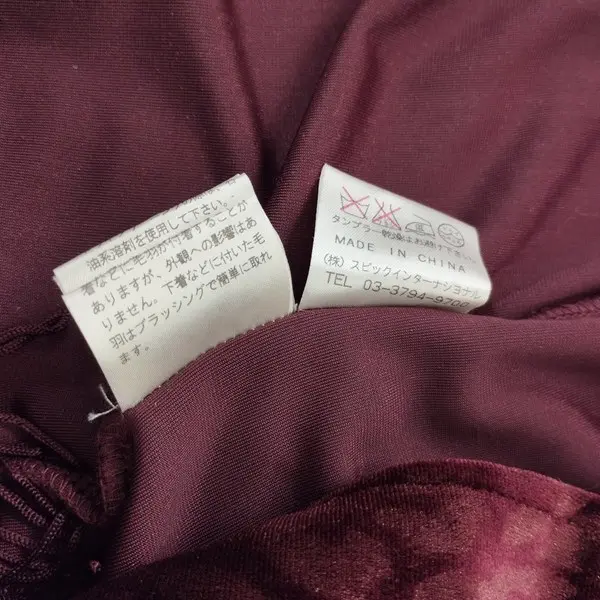 油系溶剤を使用して下さい。
着などに毛羽が付着することが
ありますが、外観への影響はあ
りません。下着などに付いた毛
羽はブラッシングで簡単に取れ
ます。
タンブラー乾燥はお避け下さい
MADE IN CHINA
(株)スピックインターナショナル
TEL 03-3794-9702